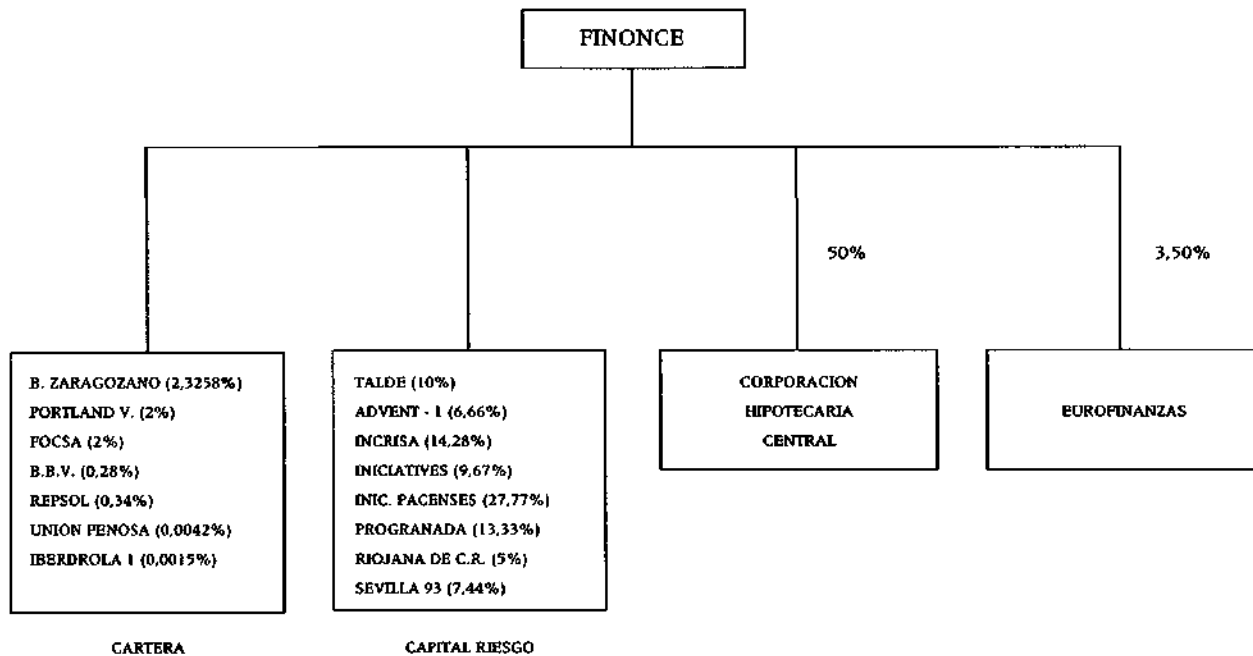 FINONCE
50%
3,50%
B. ZARAGOZANO (2,3258%)
PORTLAND V. (2%)
FOCSA (2%)
B.B.V. (0,28%)
REPSOL (0,34%)
UNION FENOSA (0,0042%)
IBERDROLA 1 (0,0015%)
CARTERA
TALDE (10%)
ADVENT - 1 (6,66%)
INCRISA (14,28%)
INICIATIVES (9,67%)
INIC. PACENSES (27,77%)
PROGRANADA (13,33%)
RIOJANA DE C.R. (5%)
SEVILLA 93 (7,44%)
CAPITAL RIESGO
CORPORACION
HIPOTECARIA
CENTRAL
EUROFINANZAS